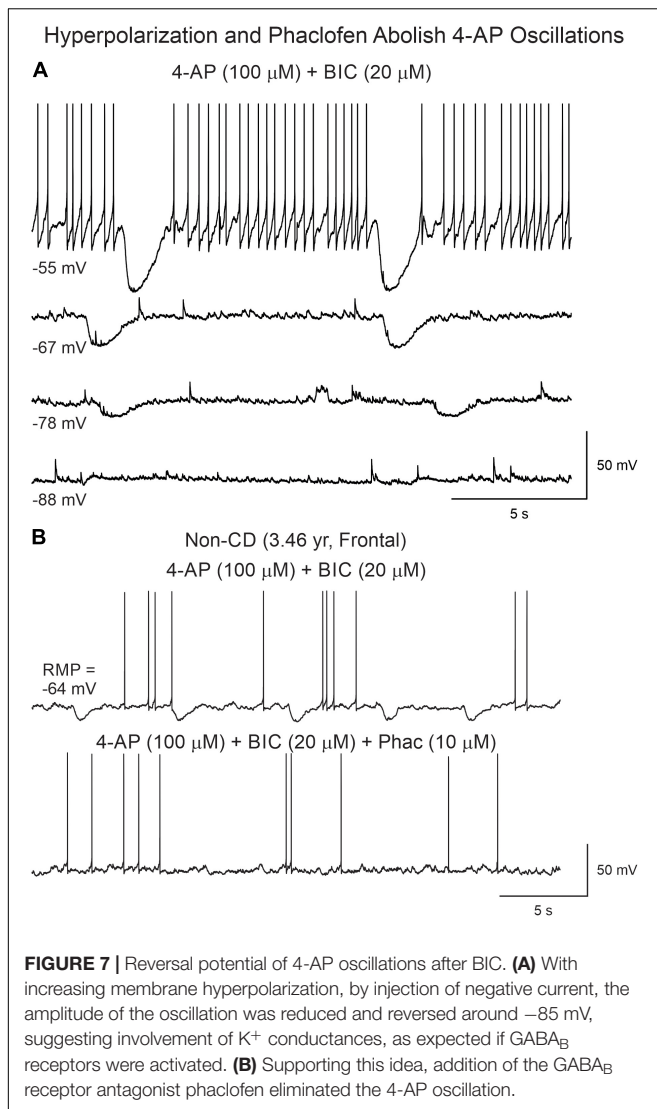 Hyperpolarization and Phaclofen Abolish 4-AP Oscillations
A
4-AP (100 μM) + BIC (20 μM)
-55 mV
-67 mV
-78 mV
-88 mV
50 mV
5 s
B
Non-CD (3.46 yr, Frontal)
4-AP (100 μM) + BIC (20 μM)
RMP =
-64 mV
4-AP (100 μM) + BIC (20 μM) + Phac (10 μM)
50 mV
5 s
FIGURE 7 | Reversal potential of 4-AP oscillations after BIC. (A) With
increasing membrane hyperpolarization, by injection of negative current, the
amplitude of the oscillation was reduced and reversed around −85 mV,
suggesting involvement of K+ conductances, as expected if GABAB
receptors were activated. (B) Supporting this idea, addition of the GABAB
receptor antagonist phaclofen eliminated the 4-AP oscillation.